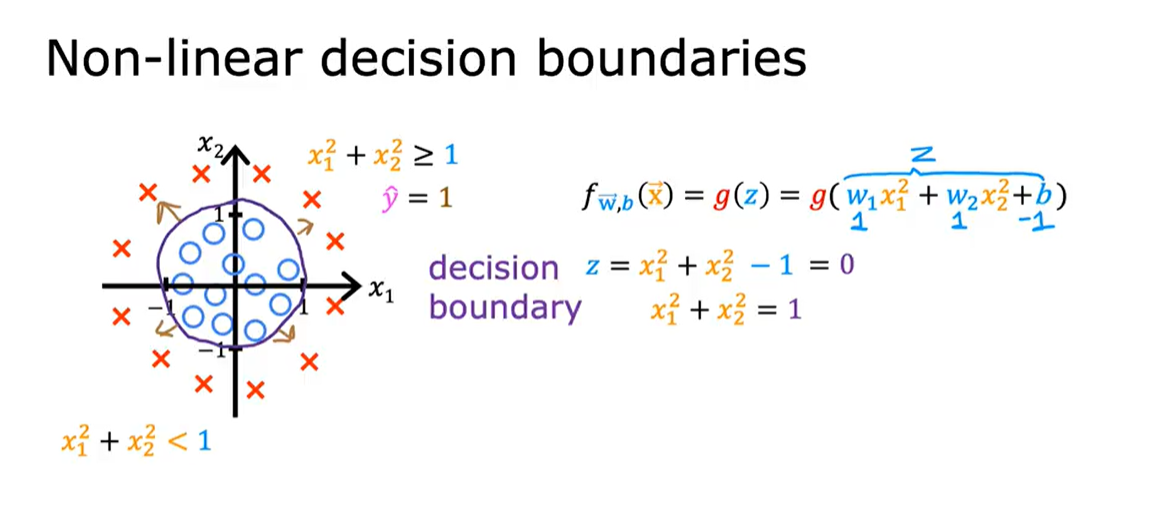 Non-linear decision boundaries
x₂
x₁² + x₂² ≥ 1
ŷ = 1
z
f_{w⃗,b}(x⃗) = g(z) = g(w₁x₁² + w₂x₂² + b)
1 1 -1
1
-1 1 x₁
-1
decision boundary
z = x₁² + x₂² − 1 = 0
x₁² + x₂² = 1
x₁² + x₂² < 1